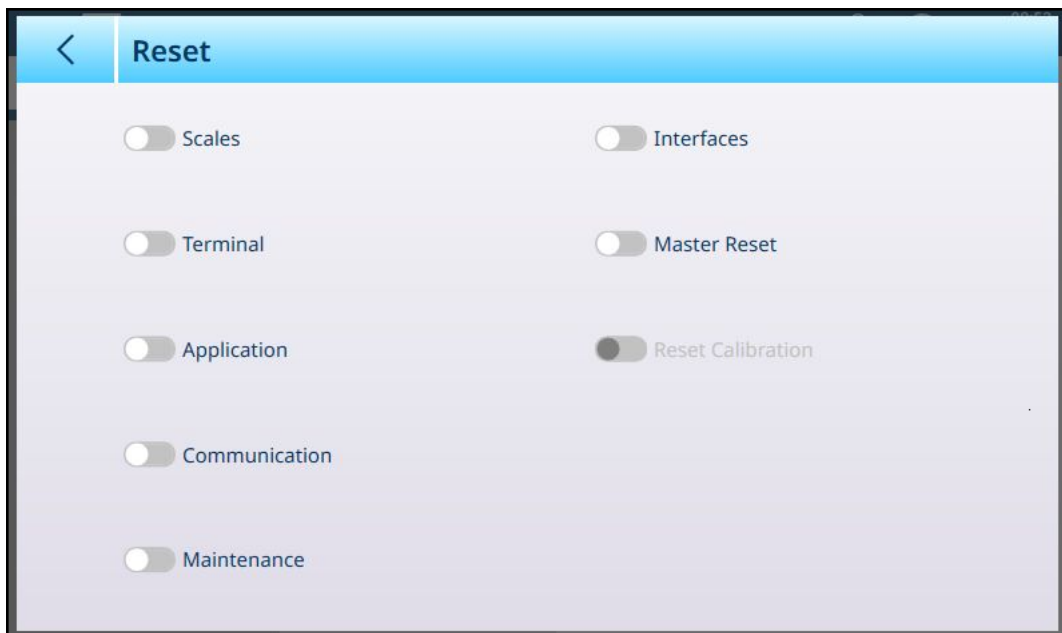 Reset
Scales
Interfaces
Terminal
Master Reset
Application
Reset Calibration
Communication
Maintenance